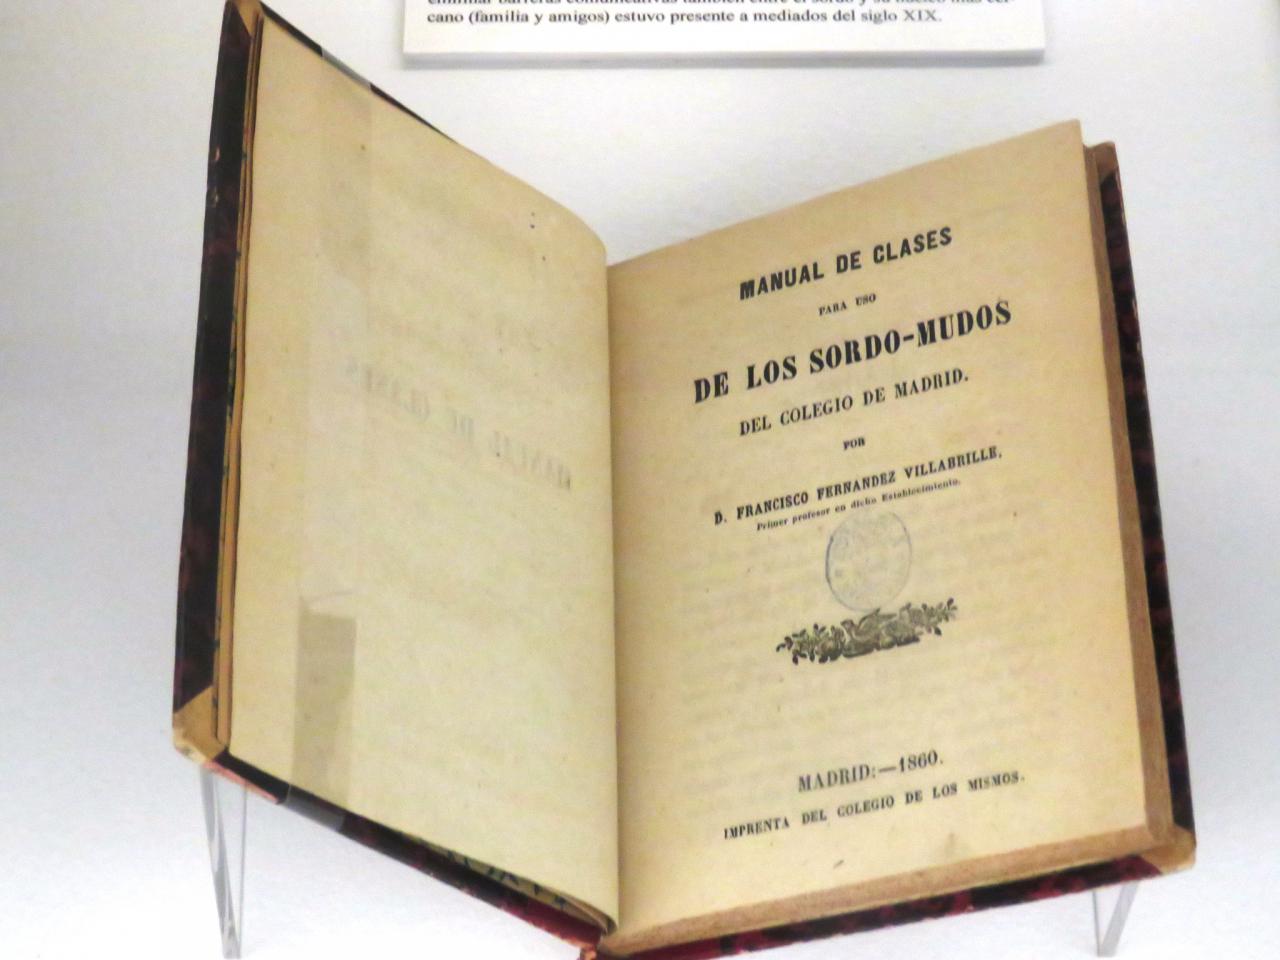 cano (familia y amigos) estuvo presente a mediados del siglo XIX.
MANUAL DE CLASES
PARA USO
DE LOS SORDO-MUDOS
DEL COLEGIO DE MADRID.
POR
D. FRANCISCO FERNANDEZ VILLABRILLE,
Primer profesor en dicho Establecimiento.
MADRID:—1860.
IMPRENTA DEL COLEGIO DE LOS MISMOS.